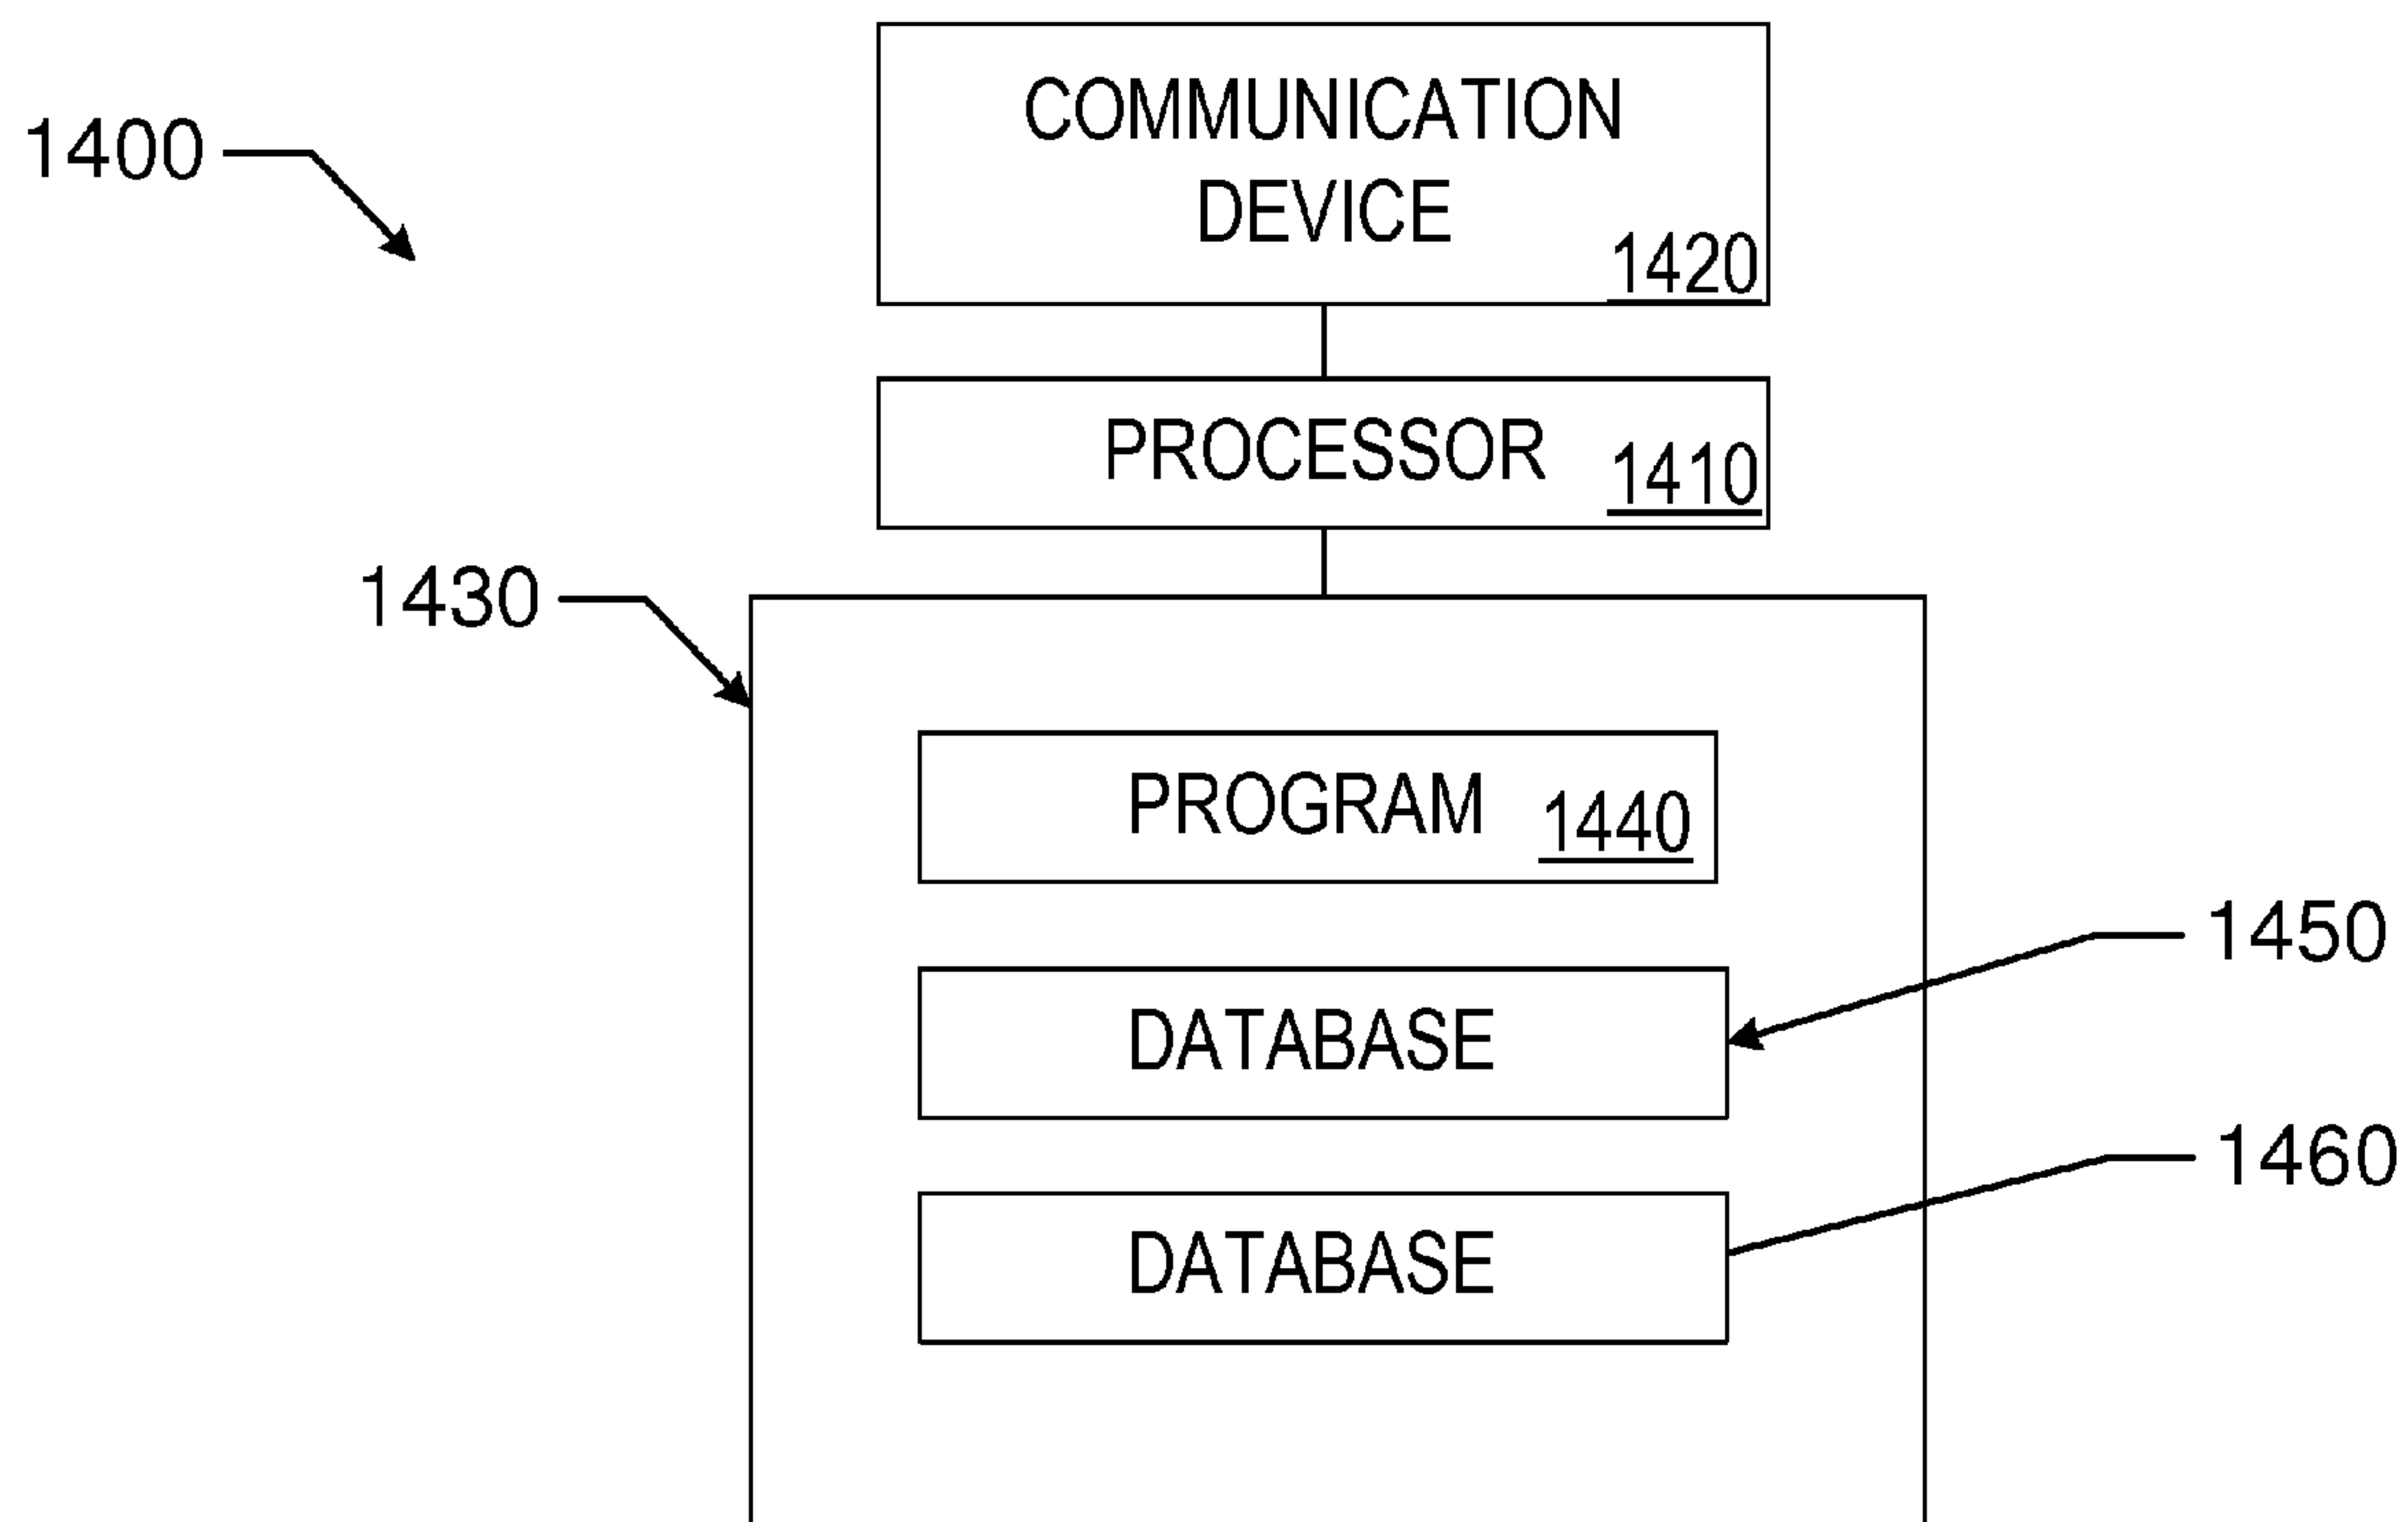 COMMUNICATION
DEVICE
1420
1400
PROCESSOR
1410
1430
PROGRAM
1440
1450
DATABASE
1460
DATABASE